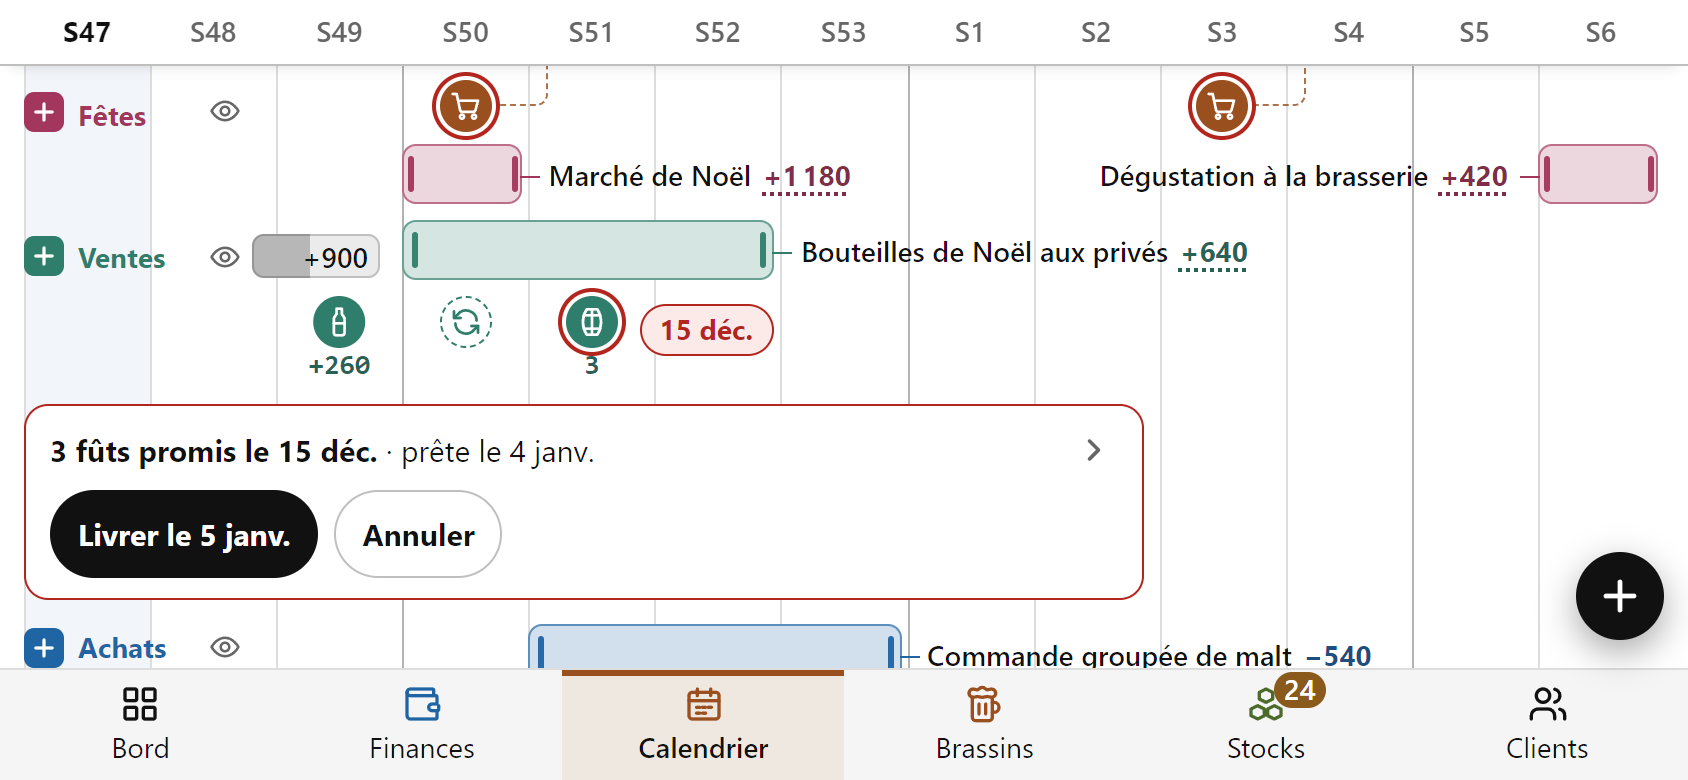 S47 S48 S49 S50 S51 S52 S53 S1 S2 S3 S4 S5 S6
Fêtes
Marché de Noël +1 180
Dégustation à la brasserie +420
Ventes
+900
Bouteilles de Noël aux privés +640
15 déc.
+260
3
3 fûts promis le 15 déc. · prête le 4 janv.
Livrer le 5 janv.
Annuler
Achats
Commande groupée de malt −540
24
Bord
Finances
Calendrier
Brassins
Stocks
Clients